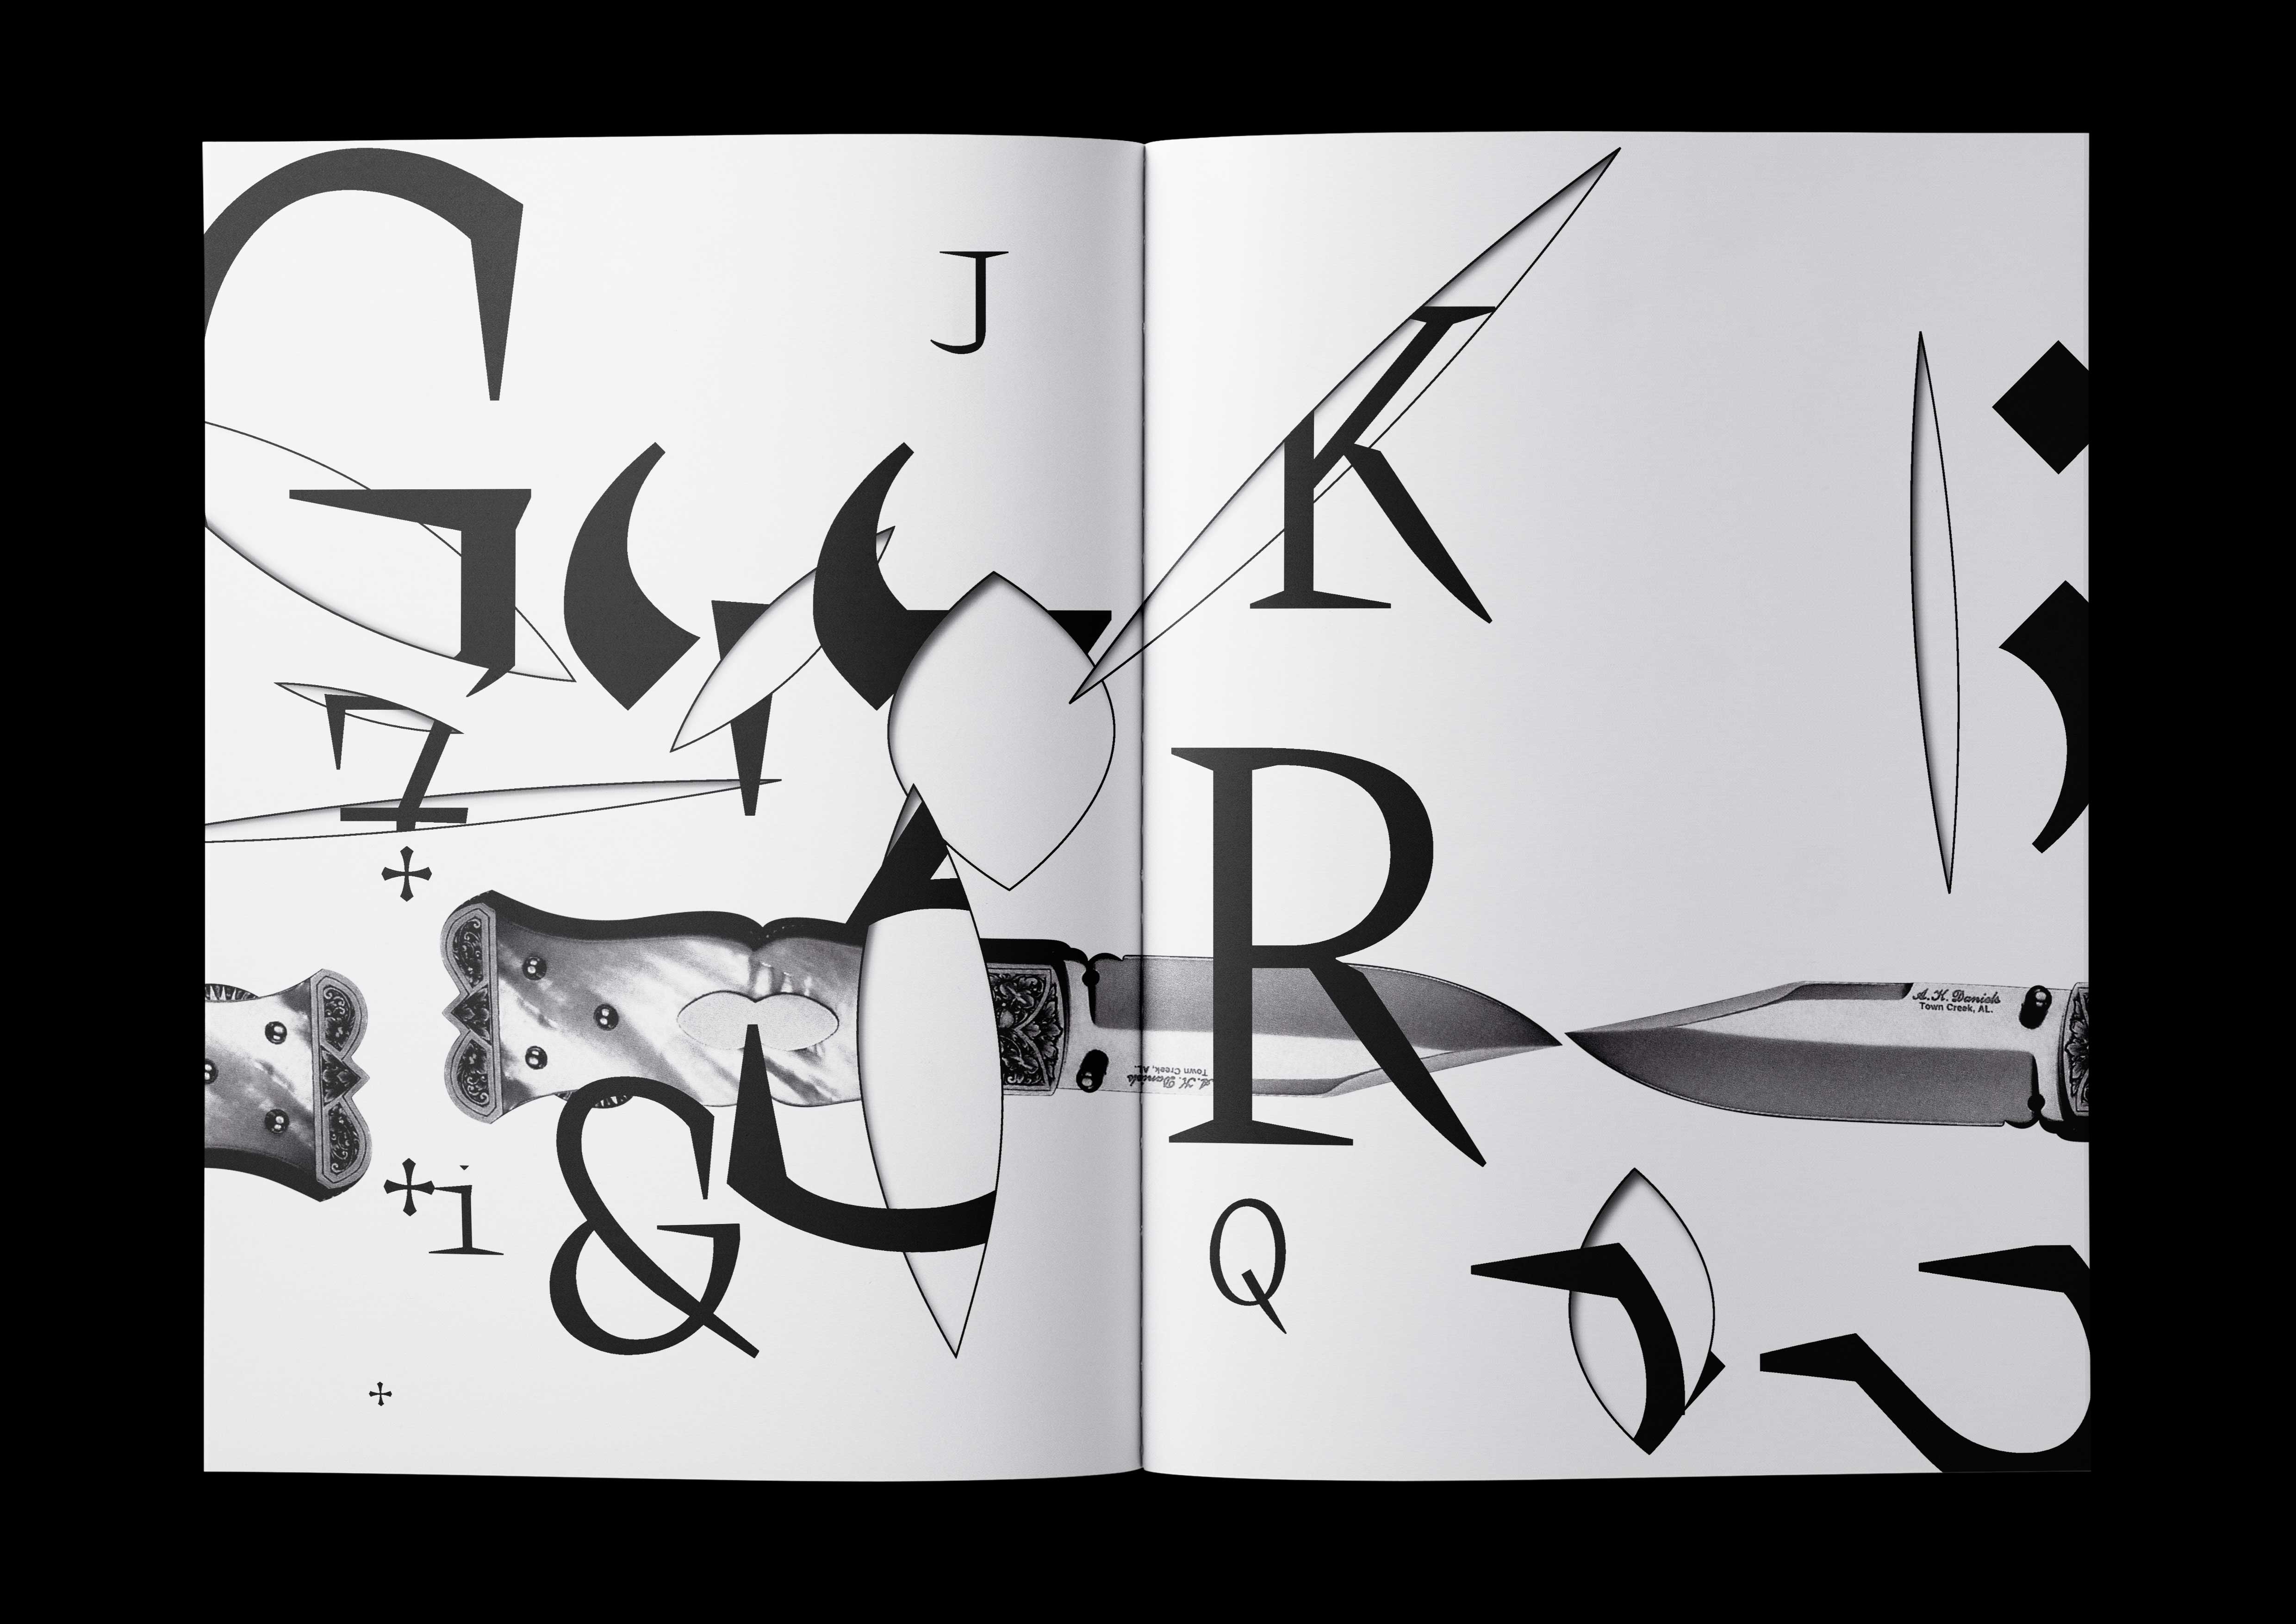 G
J
“
K
;
7
R
A. H. Daniels
Town Creek, AL.
A. H. Daniels
Town Creek, AL.
i
&
Q